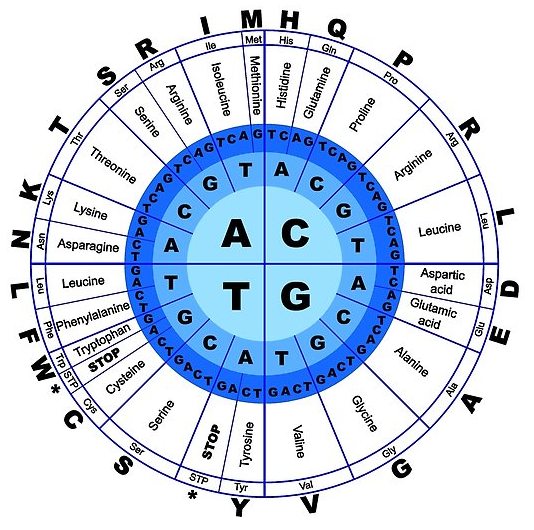 H
His
Histidine
Q
Gln
Glutamine
P
Pro
Proline
R
Arg
Arginine
L
Leu
Leucine
D
Asp
Aspartic
acid
E
Glu
Glutamic
acid
A
Ala
Alanine
G
Gly
Glycine
V
Val
Valine
Y
Tyr
Tyrosine
*
STP
STOP
S
Ser
Serine
C
Cys
Cysteine
*
STP
STOP
W
Trp
Tryptophan
F
Phe
Phenylalanine
L
Leu
Leucine
N
Asn
Asparagine
K
Lys
Lysine
T
Thr
Threonine
S
Ser
Serine
R
Arg
Arginine
I
Ile
Isoleucine
M
Met
Methionine
T C A G T C A G T C A G T C A G
T C A G T C A G T C A G T C A G
T C A G T C A G T C A G T C A G
T C A G T C A G T C A G T C A G
A C G T
A C G T
A C G T
A C G T
A C
T G